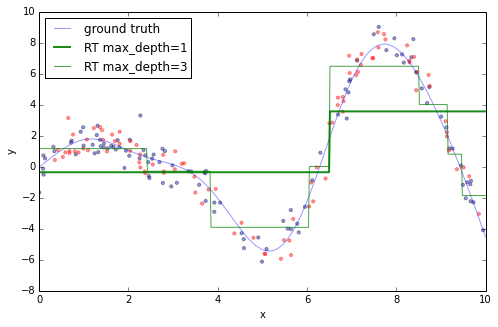 10
8
6
4
2
0
−2
−4
−6
−8
y
ground truth
RT max_depth=1
RT max_depth=3
0 2 4 6 8 10
x